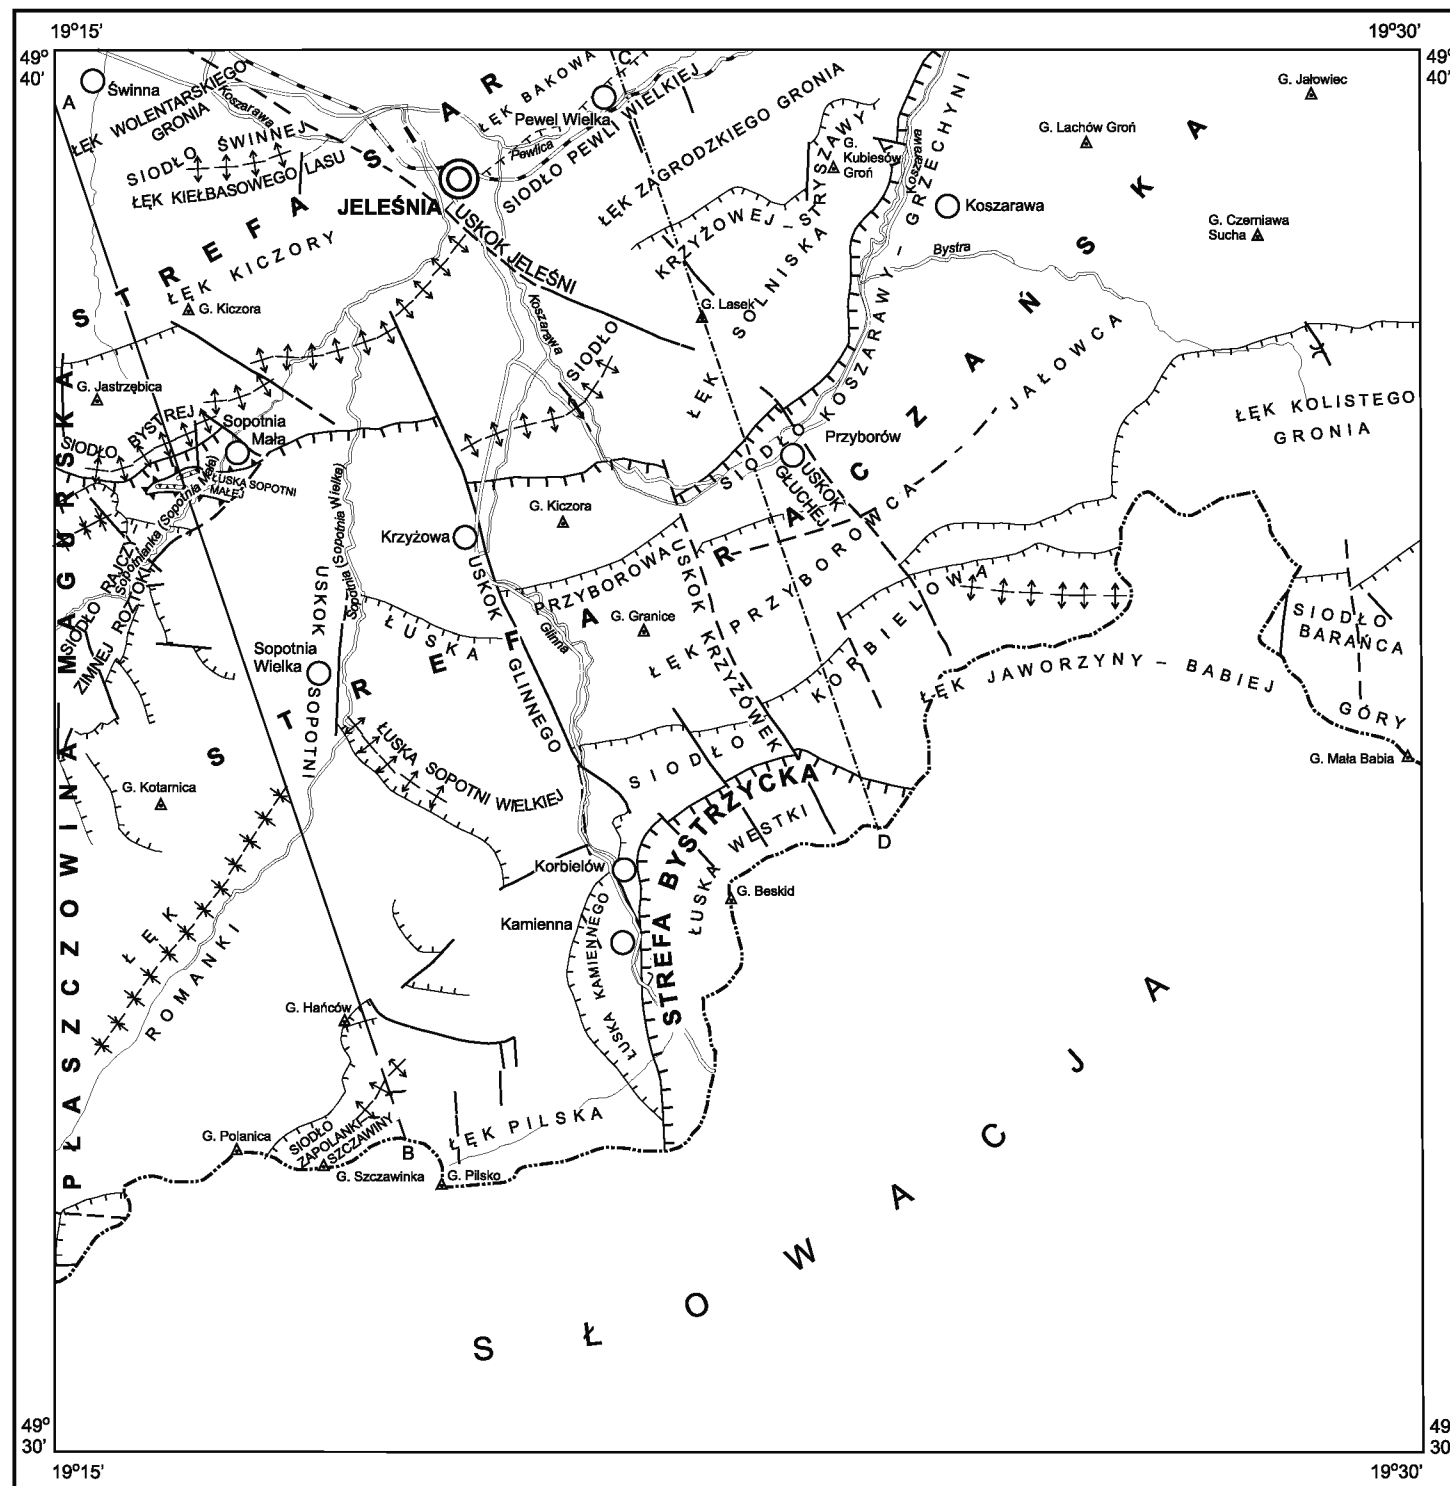 19°15'
19°30'
49°
40'
49°
40'
A
Świnna
ŁĘK WOLENTARSKIEGO
GRONIA
Koszarawa
SIODŁO ŚWINNEJ
ŁĘK KIEŁBASOWEGO LASU
JELEŚNIA
ŁĘK BAKOWA
C
Pewel Wielka
Pewlica
SIODŁO PEWLI WIELKIEJ
ŁĘK ZAGRODZKIEGO GRONIA
G.
Kubiesów
Groń
KRZYŻOWEJ – STRYSZAWY
Koszarawa
Koszarawa
G. Jałowiec
G. Lachów Groń
G. Czerniawa
Sucha
Bystra
STREFA SAR
ŁĘK KICZORY
G. Kiczora
USKOK JELEŚNI
Koszarawa
SIODŁO
G. Lasek
ŁĘK SOLNISKA
SIODŁO KOSZARAWY – GRZECHYNI
G. Jastrzębica
SIODŁO BYSTREJ
Sopotnia
Mała
ŁUSKA SOPOTNI
MAŁEJ
Sopotnianka (Sopotnia Mała)
Sopotnia (Sopotnia Wielka)
Przyborów
USKOK
GŁUCHEJ
ŁĘK PRZYBOROWCA – JAŁOWCA
ŁĘK KOLISTEGO
GRONIA
G. Kiczora
Krzyżowa
USKOK GLINNEGO
Glinna
ŁUSKA PRZYBOROWA
G. Granice
USKOK KRZYŻÓWEK
SIODŁO KORBIELOWA
SIODŁO RAJCZY
ZIMNEJ ROZTOKI
USKOK SOPOTNI
Sopotnia
Wielka
STREFA RACZAŃSKA
ŁĘK JAWORZYNY – BABIEJ
GÓRY
SIODŁO
BARAŃCA
G. Mała Babia
ŁUSKA SOPOTNI WIELKIEJ
G. Kotarnica
STREFA BYSTRZYCKA
ŁUSKA WESTKI
D
Korbielów
G. Beskid
Kamienna
ŁUSKA KAMIENNEGO
ŁĘK
ROMANKI
G. Hańców
PŁASZCZOWINA MAGURSKA
G. Polanica
SIODŁO
ZAPOLANKI
SZCZAWINY
B
G. Szczawinka
G. Pilsko
ŁĘK PILSKA
SŁOWACJA
49°
30'
49°
30'
19°15'
19°30'